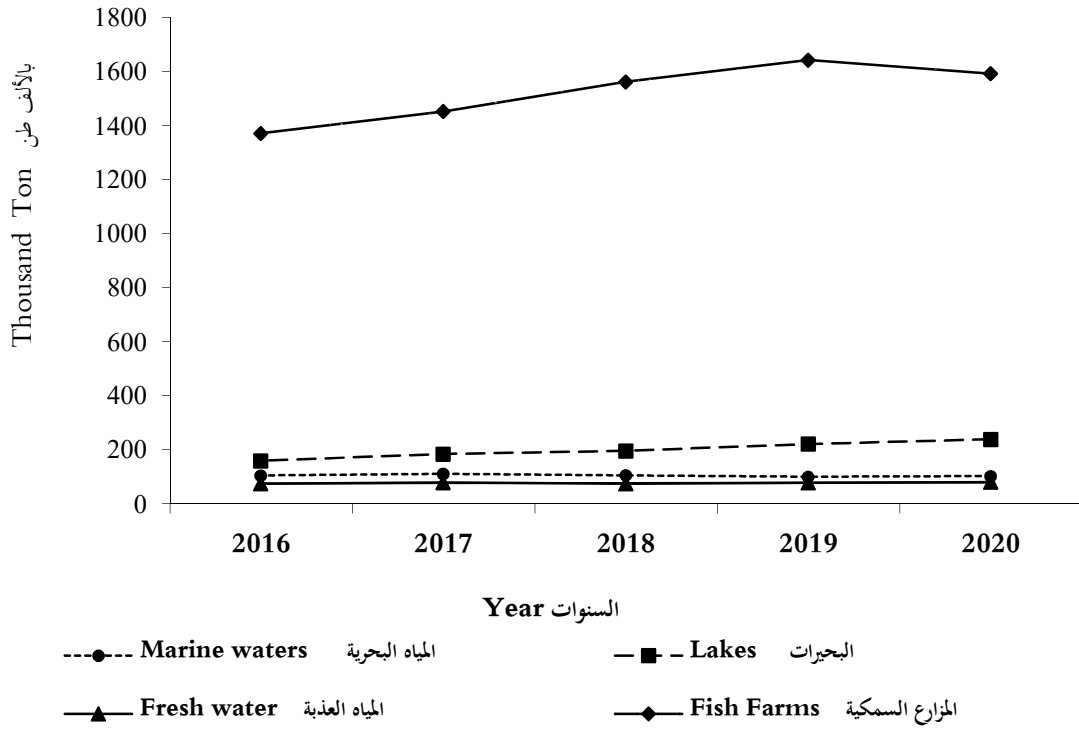 1800
1600
1400
1200
1000
800
600
400
200
0
Thousand Ton بالألف طن
2016 2017 2018 2019 2020
Year السنوات
Marine waters المياه البحرية
Lakes البحيرات
Fresh water المياه العذبة
Fish Farms المزارع السمكية